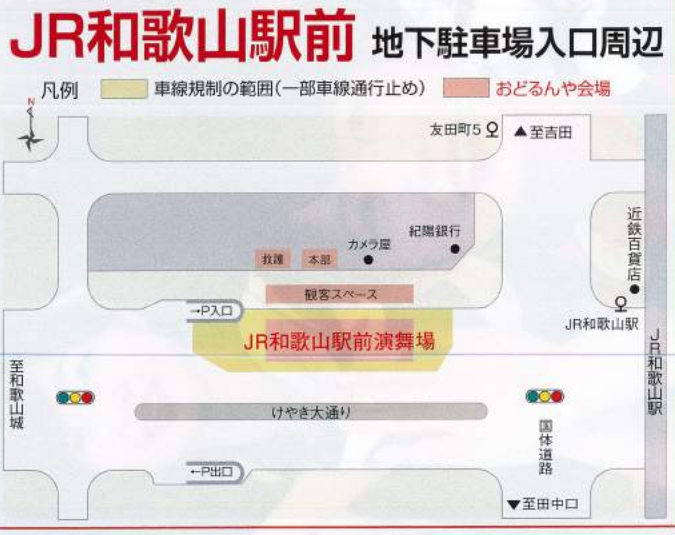 JR和歌山駅前 地下駐車場入口周辺
凡例 車線規制の範囲(一部車線通行止め) おどるんや会場
N
友田町5 ▲至吉田
近鉄百貨店
紀陽銀行
カメラ屋
救護 本部
観客スペース
→P入口
JR和歌山駅
JR和歌山駅前演舞場
JR和歌山駅
至和歌山城
けやき大通り
国体道路
←P出口
▼至田中口